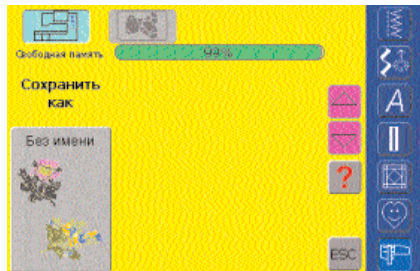 Свободная память
94%
Сохранить
как
Без имени
A
?
ESC